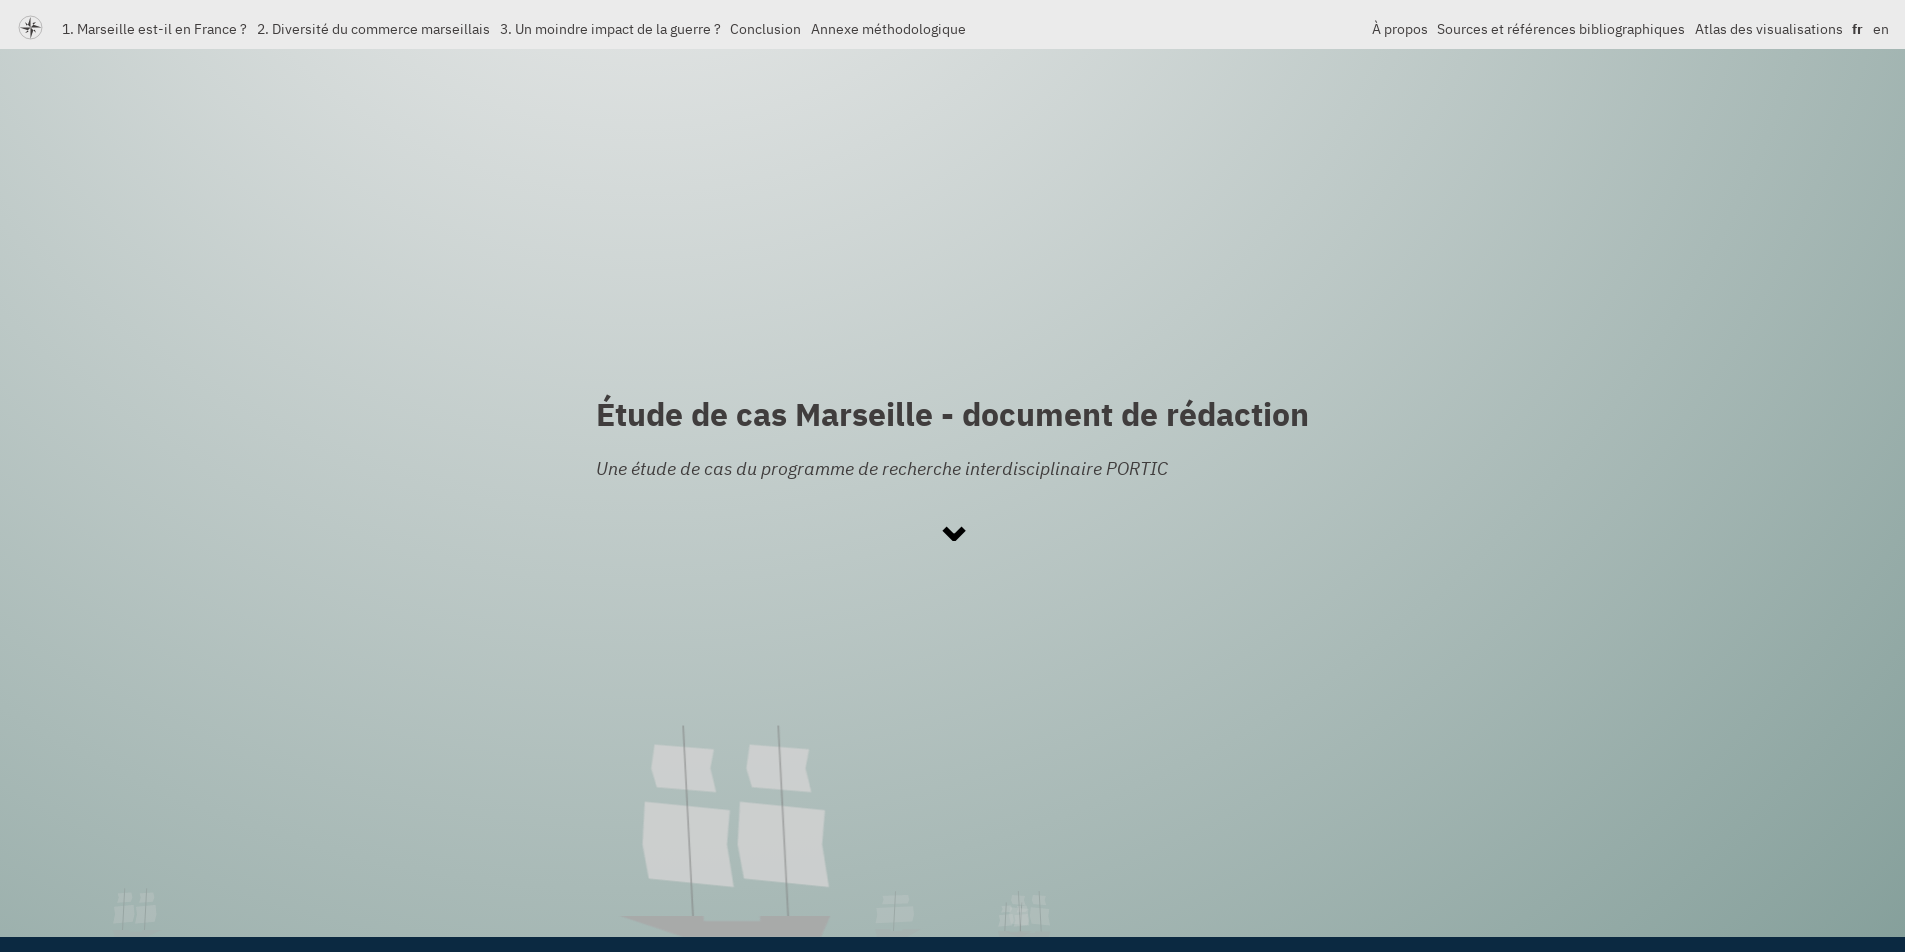 1. Marseille est-il en France ? 2. Diversité du commerce marseillais 3. Un moindre impact de la guerre ? Conclusion Annexe méthodologique À propos Sources et références bibliographiques Atlas des visualisations fr en
Étude de cas Marseille - document de rédaction
Une étude de cas du programme de recherche interdisciplinaire PORTIC